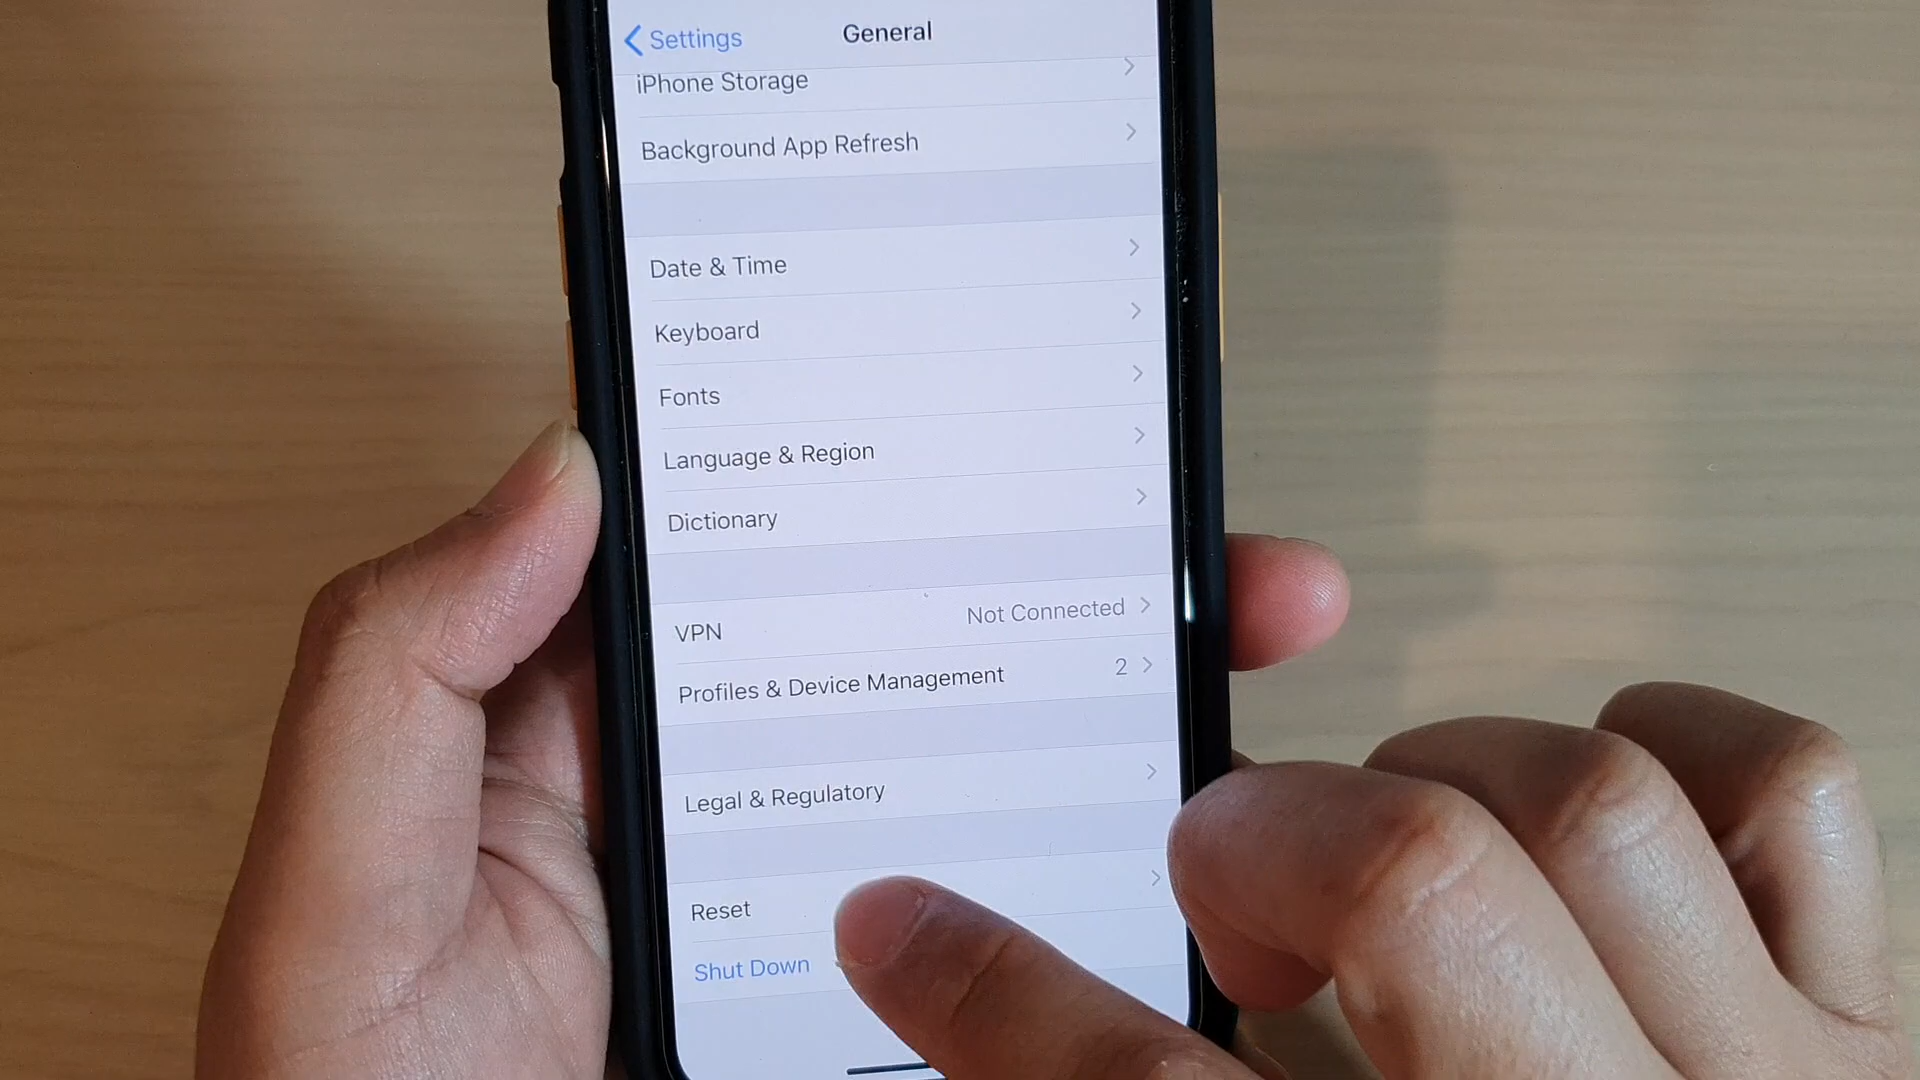 Settings
General
iPhone Storage
Background App Refresh
Date & Time
Keyboard
Fonts
Language & Region
Dictionary
VPN Not Connected
Profiles & Device Management 2
Legal & Regulatory
Reset
Shut Down